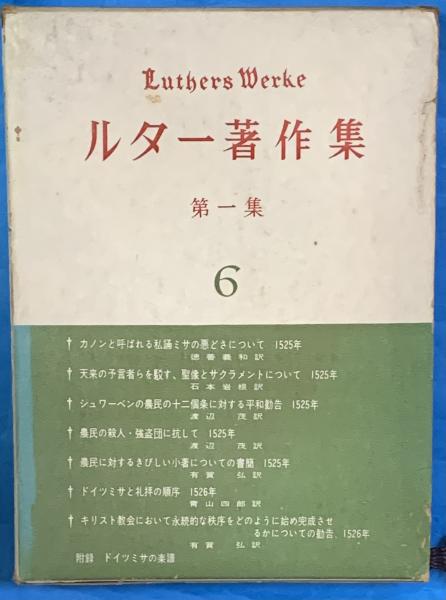 Luthers Werke
ルター著作集
第一集
6
† カノンと呼ばれる私誦ミサの悪どさについて 1525年
徳善義和訳
† 天来の予言者らを駁す、聖像とサクラメントについて 1525年
石本岩根訳
† シュワーベンの農民の十二個条に対する平和勧告 1525年
渡辺 茂訳
† 農民の殺人・強盗団に抗して 1525年
渡辺 茂訳
† 農民に対するきびしい小著についての書簡 1525年
有賀 弘訳
† ドイツミサと礼拝の順序 1526年
青山四郎訳
† キリスト教会において永続的な秩序をどのように始め完成させ
るかについての勧告、1526年
有賀 弘訳
附録 ドイツミサの楽譜